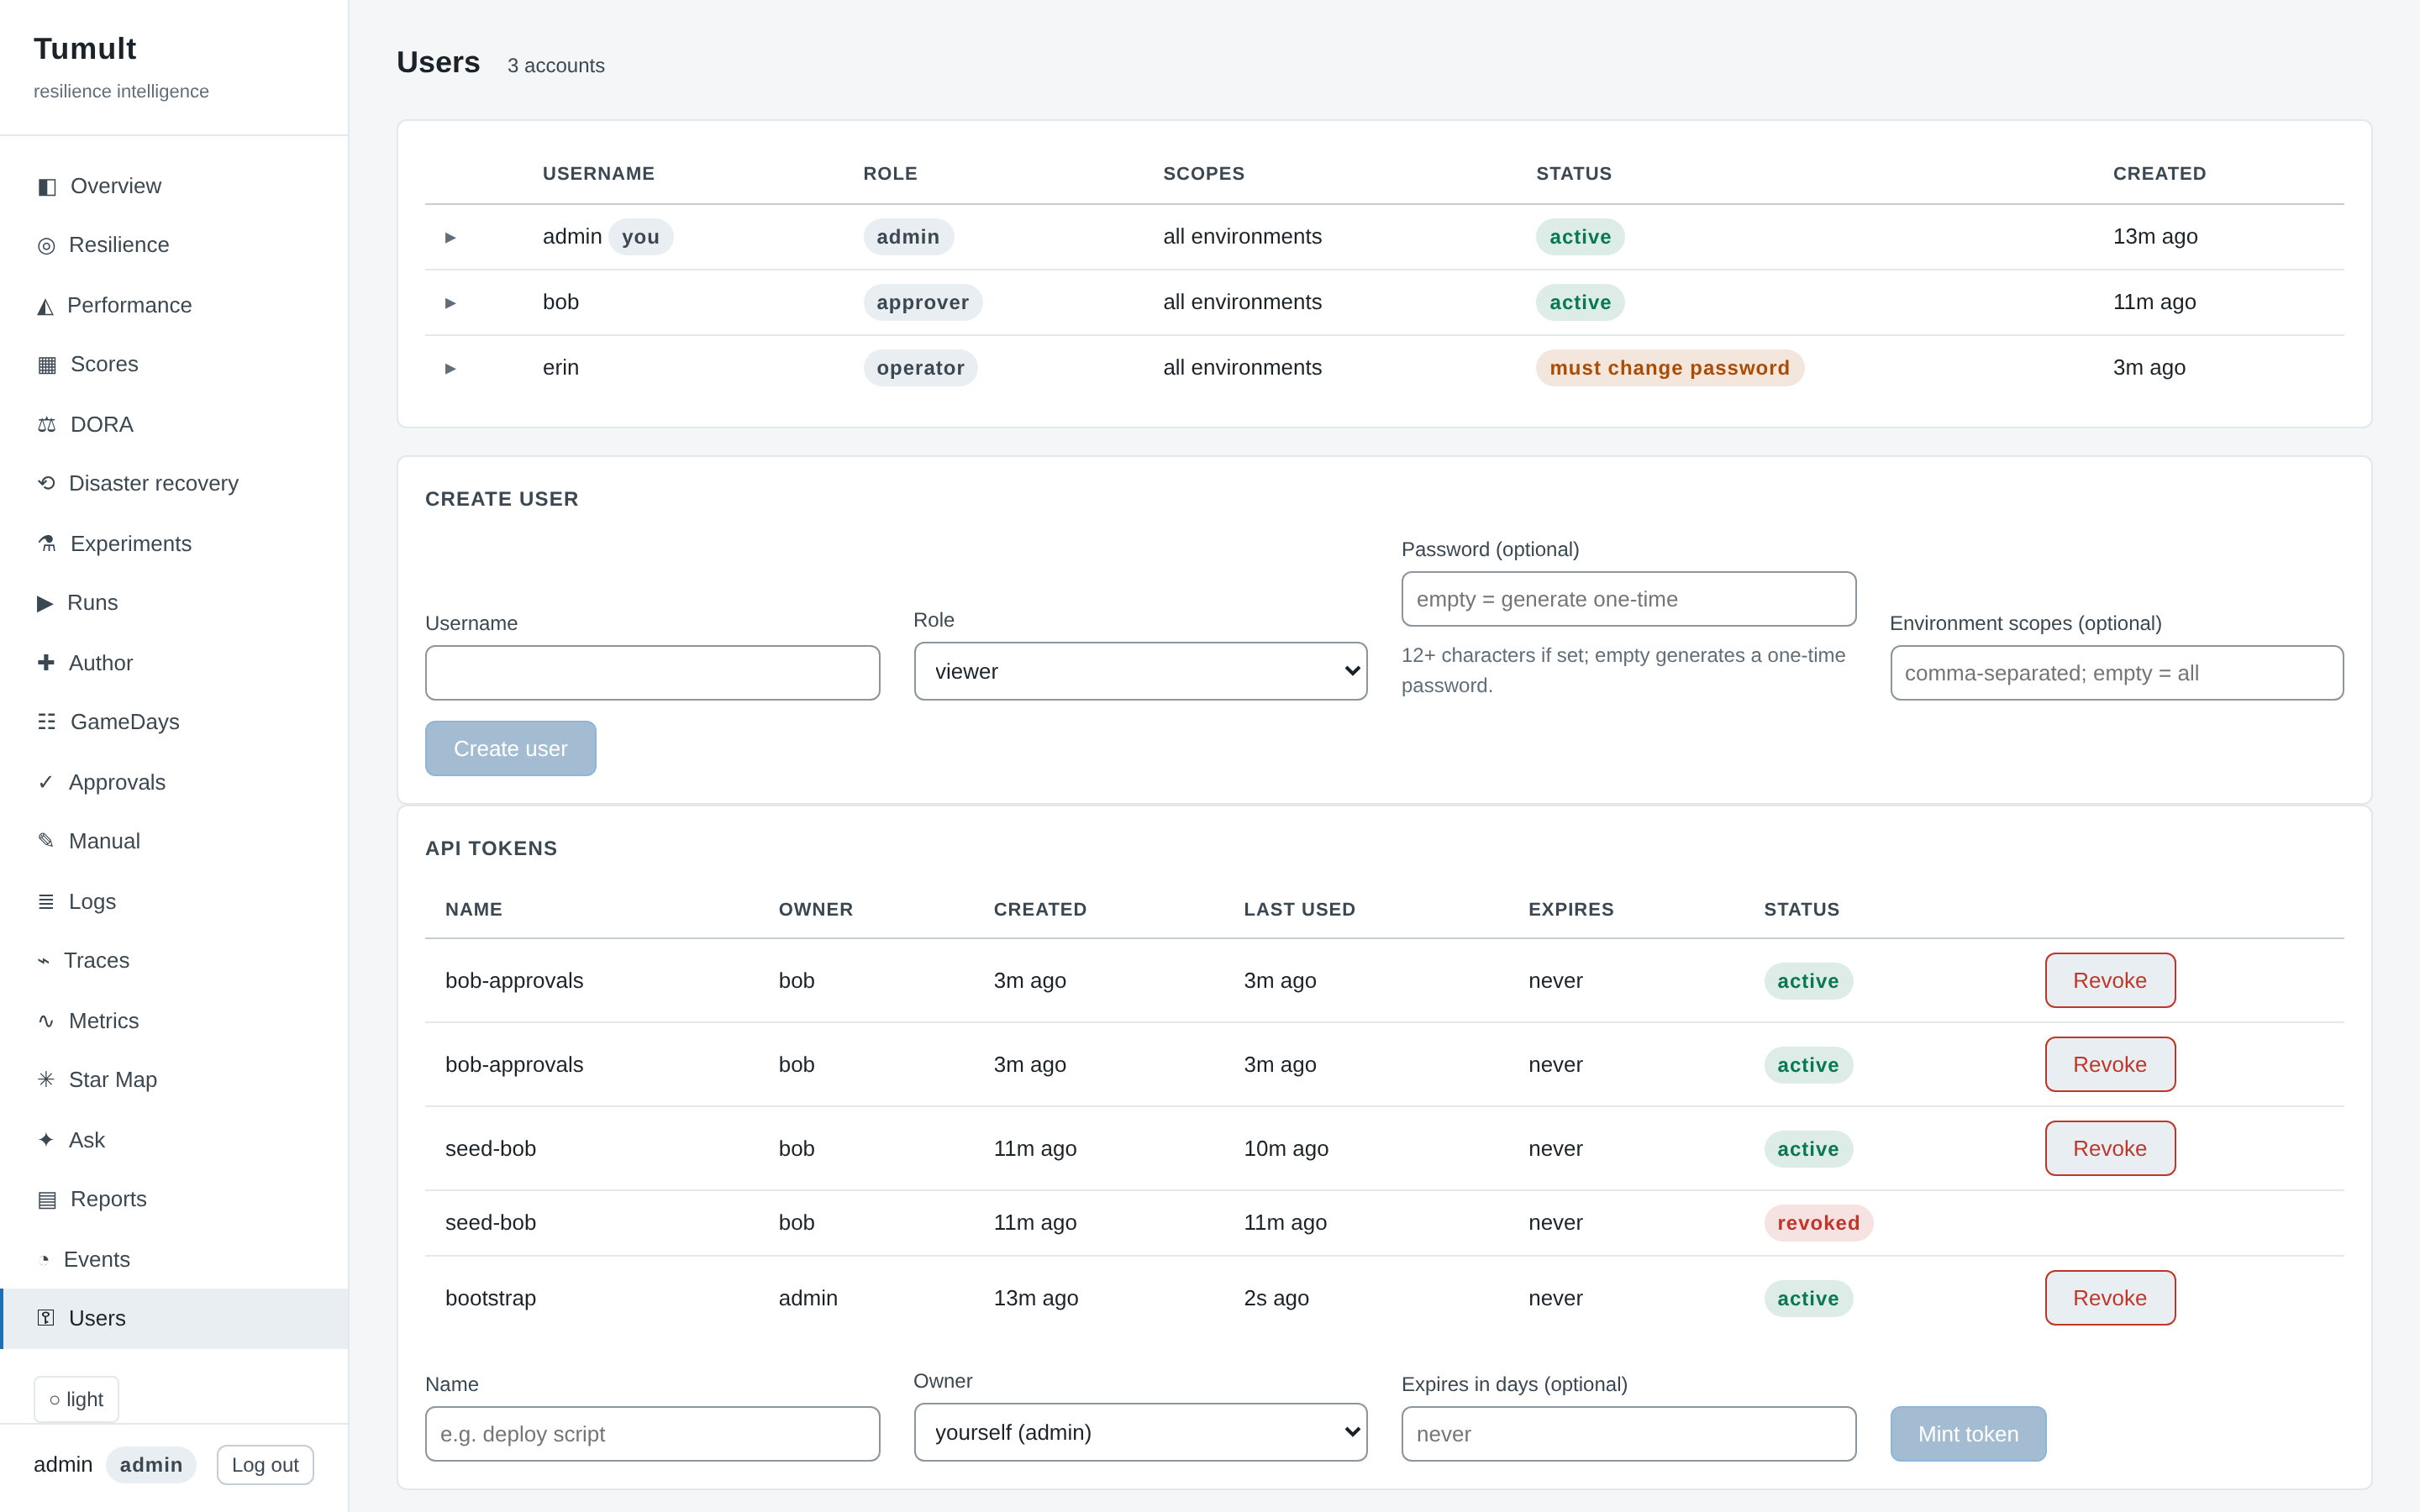 Tumult
resilience intelligence
Overview
Resilience
Performance
Scores
DORA
Disaster recovery
Experiments
Runs
Author
GameDays
Approvals
Manual
Logs
Traces
Metrics
Star Map
Ask
Reports
Events
Users
light
admin admin Log out
Users 3 accounts
USERNAME ROLE SCOPES STATUS CREATED
admin you admin all environments active 13m ago
bob approver all environments active 11m ago
erin operator all environments must change password 3m ago
CREATE USER
Username
Role
viewer
Password (optional)
empty = generate one-time
12+ characters if set; empty generates a one-time
password.
Environment scopes (optional)
comma-separated; empty = all
Create user
API TOKENS
NAME OWNER CREATED LAST USED EXPIRES STATUS
bob-approvals bob 3m ago 3m ago never active Revoke
bob-approvals bob 3m ago 3m ago never active Revoke
seed-bob bob 11m ago 10m ago never active Revoke
seed-bob bob 11m ago 11m ago never revoked
bootstrap admin 13m ago 2s ago never active Revoke
Name
e.g. deploy script
Owner
yourself (admin)
Expires in days (optional)
never
Mint token